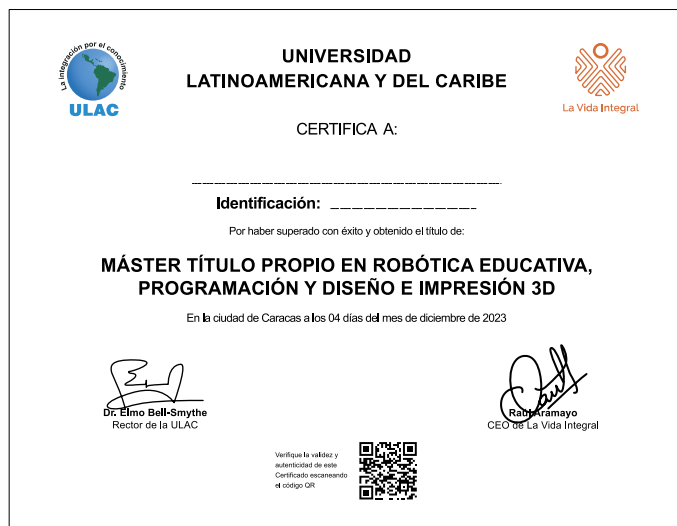 La integración por el conocimiento
ULAC
UNIVERSIDAD
LATINOAMERICANA Y DEL CARIBE
La Vida Integral
CERTIFICA A:
Identificación:
Por haber superado con éxito y obtenido el título de:
MÁSTER TÍTULO PROPIO EN ROBÓTICA EDUCATIVA,
PROGRAMACIÓN Y DISEÑO E IMPRESIÓN 3D
En la ciudad de Caracas a los 04 días del mes de diciembre de 2023
Dr. Elmo Bell-Smythe
Rector de la ULAC
Raúl Aramayo
CEO de La Vida Integral
Verifique la validez y
autenticidad de este
Certificado escaneando
el código QR